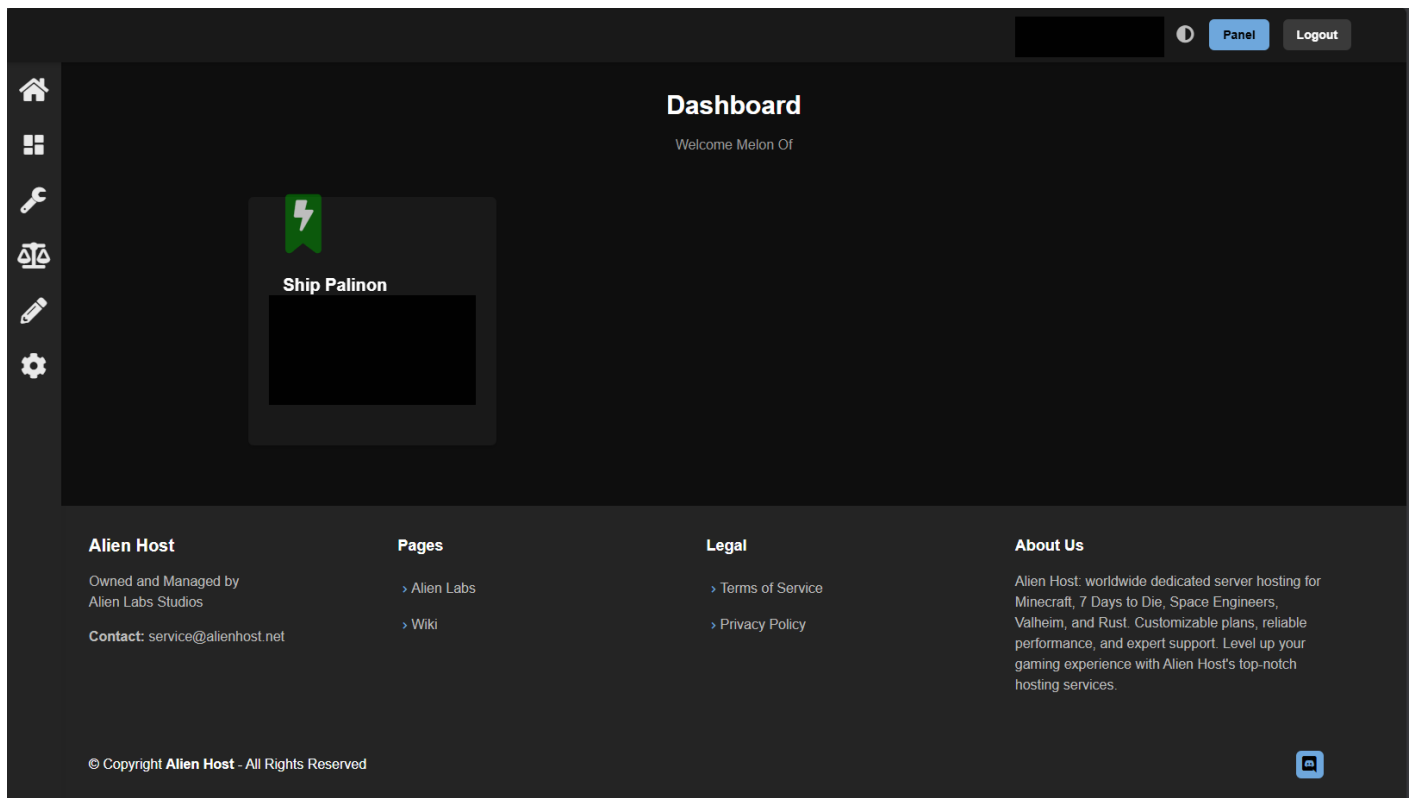 Panel
Logout
Dashboard
Welcome Melon Of
Ship Palinon
Alien Host
Owned and Managed by
Alien Labs Studios
Contact: service@alienhost.net
Pages
› Alien Labs
› Wiki
Legal
› Terms of Service
› Privacy Policy
About Us
Alien Host: worldwide dedicated server hosting for
Minecraft, 7 Days to Die, Space Engineers,
Valheim, and Rust. Customizable plans, reliable
performance, and expert support. Level up your
gaming experience with Alien Host's top-notch
hosting services.
© Copyright Alien Host - All Rights Reserved